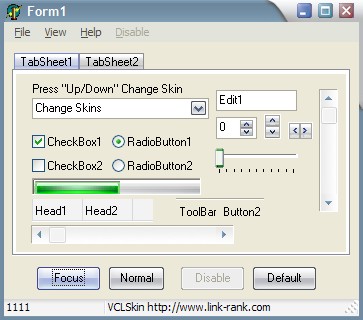 Form1
File View Help Disable
TabSheet1 TabSheet2
Press "Up/Down" Change Skin
Change Skins
Edit1
0
CheckBox1 RadioButton1
CheckBox2 RadioButton2
Head1 Head2
ToolBar Button2
Focus Normal Disable Default
1111 VCLSkin http://www.link-rank.com